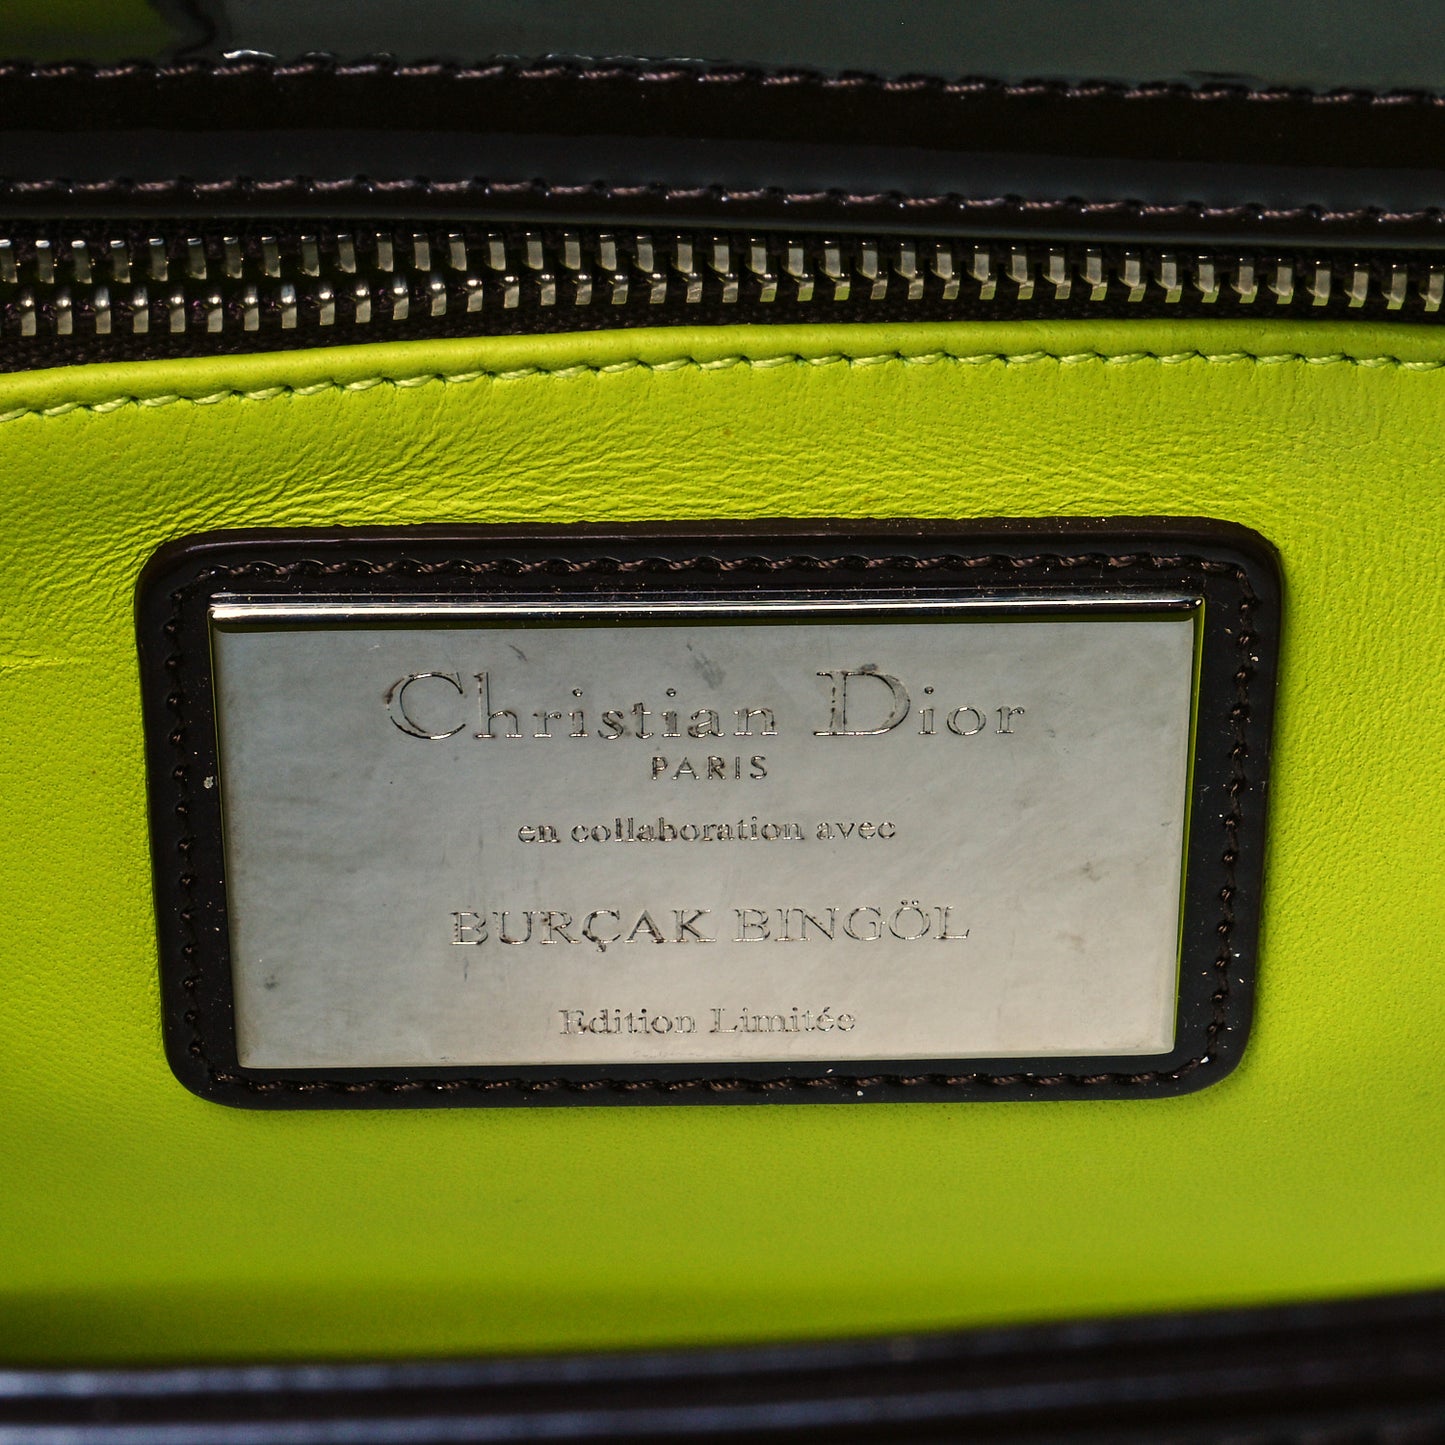 Christian Dior
PARIS
en collaboration avec
BURÇAK BINGÖL
Edition Limitée